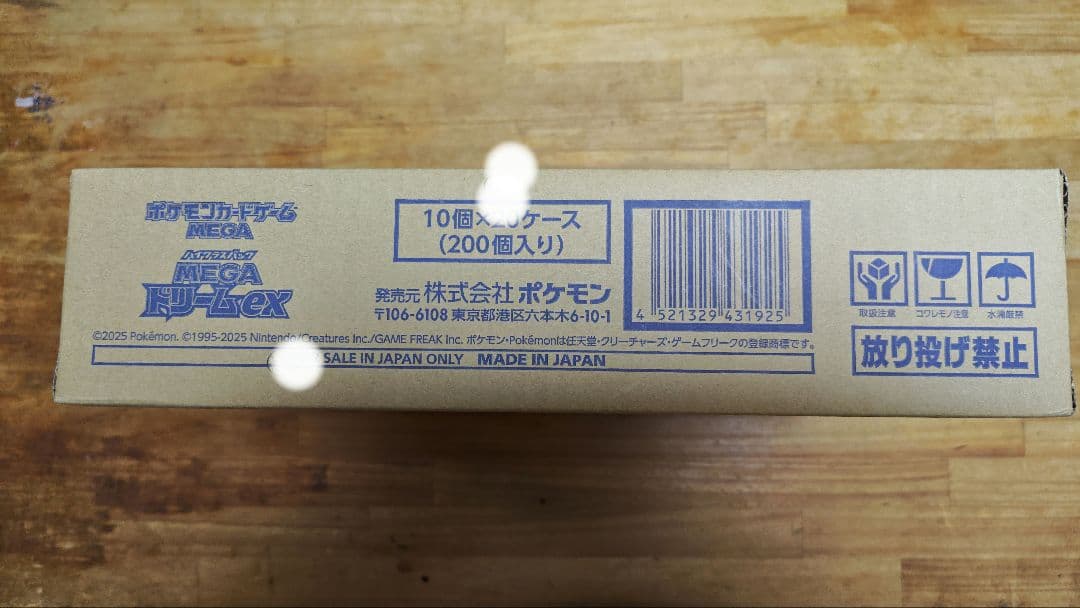 ポケモンカードゲーム
MEGA
ハイクラスパック
MEGA
ドリームex
10個×20ケース
(200個入り)
発売元 株式会社 ポケモン
〒106-6108 東京都港区六本木6-10-1
4 521329 431925
取扱注意
コワレモノ注意
水濡厳禁
放り投げ禁止
©2025 Pokémon. ©1995-2025 Nintendo/Creatures Inc./GAME FREAK Inc. ポケモン・Pokémonは任天堂・クリーチャーズ・ゲームフリークの登録商標です。
SALE IN JAPAN ONLY MADE IN JAPAN